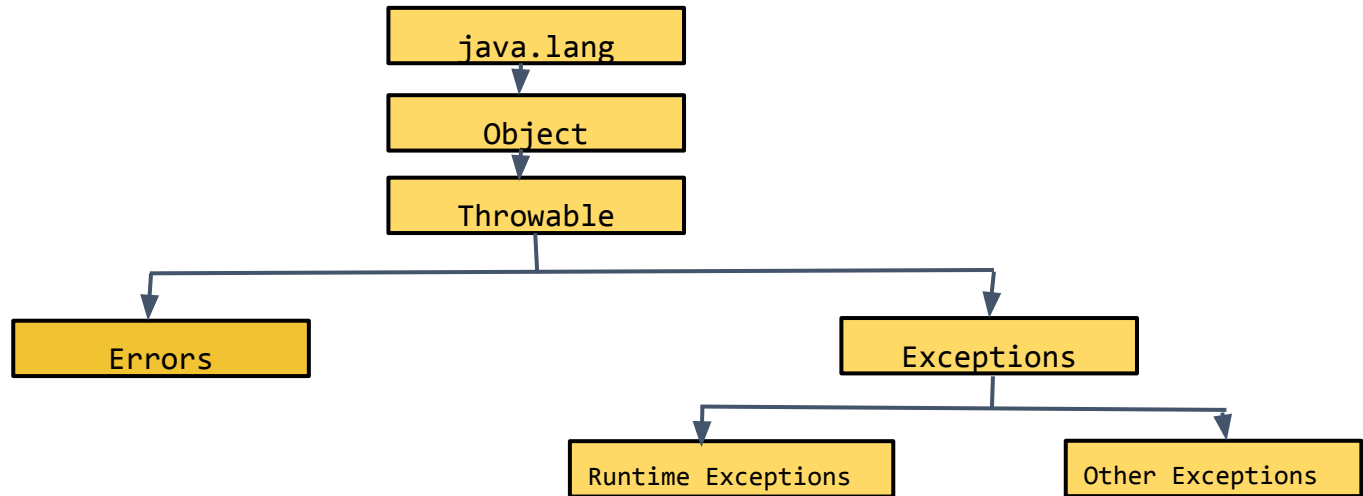 java.lang
Object
Throwable
Errors
Exceptions
Runtime Exceptions
Other Exceptions